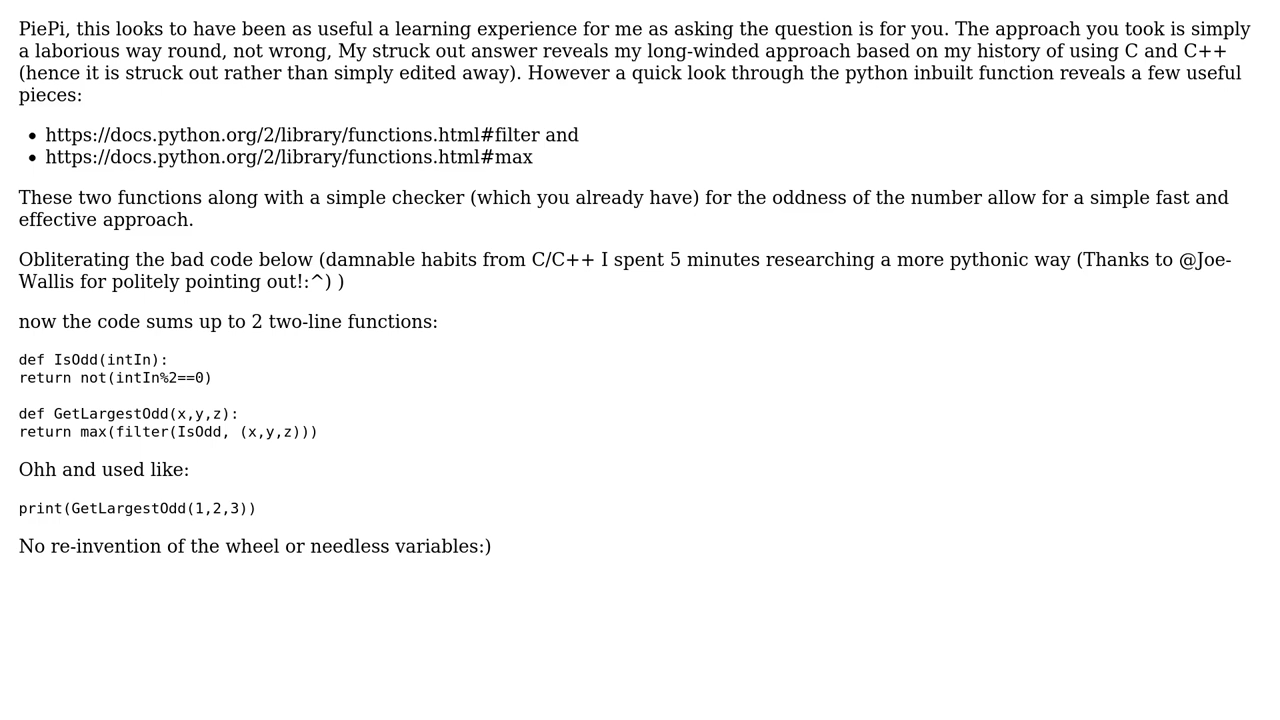 PiePi, this looks to have been as useful a learning experience for me as asking the question is for you. The approach you took is simply
a laborious way round, not wrong, My struck out answer reveals my long-winded approach based on my history of using C and C++
(hence it is struck out rather than simply edited away). However a quick look through the python inbuilt function reveals a few useful
pieces:
• https://docs.python.org/2/library/functions.html#filter and
• https://docs.python.org/2/library/functions.html#max
These two functions along with a simple checker (which you already have) for the oddness of the number allow for a simple fast and
effective approach.
Obliterating the bad code below (damnable habits from C/C++ I spent 5 minutes researching a more pythonic way (Thanks to @Joe-
Wallis for politely pointing out!:^) )
now the code sums up to 2 two-line functions:
def IsOdd(intIn):
return not(intIn%2==0)
def GetLargestOdd(x,y,z):
return max(filter(IsOdd, (x,y,z)))
Ohh and used like:
print(GetLargestOdd(1,2,3))
No re-invention of the wheel or needless variables:)